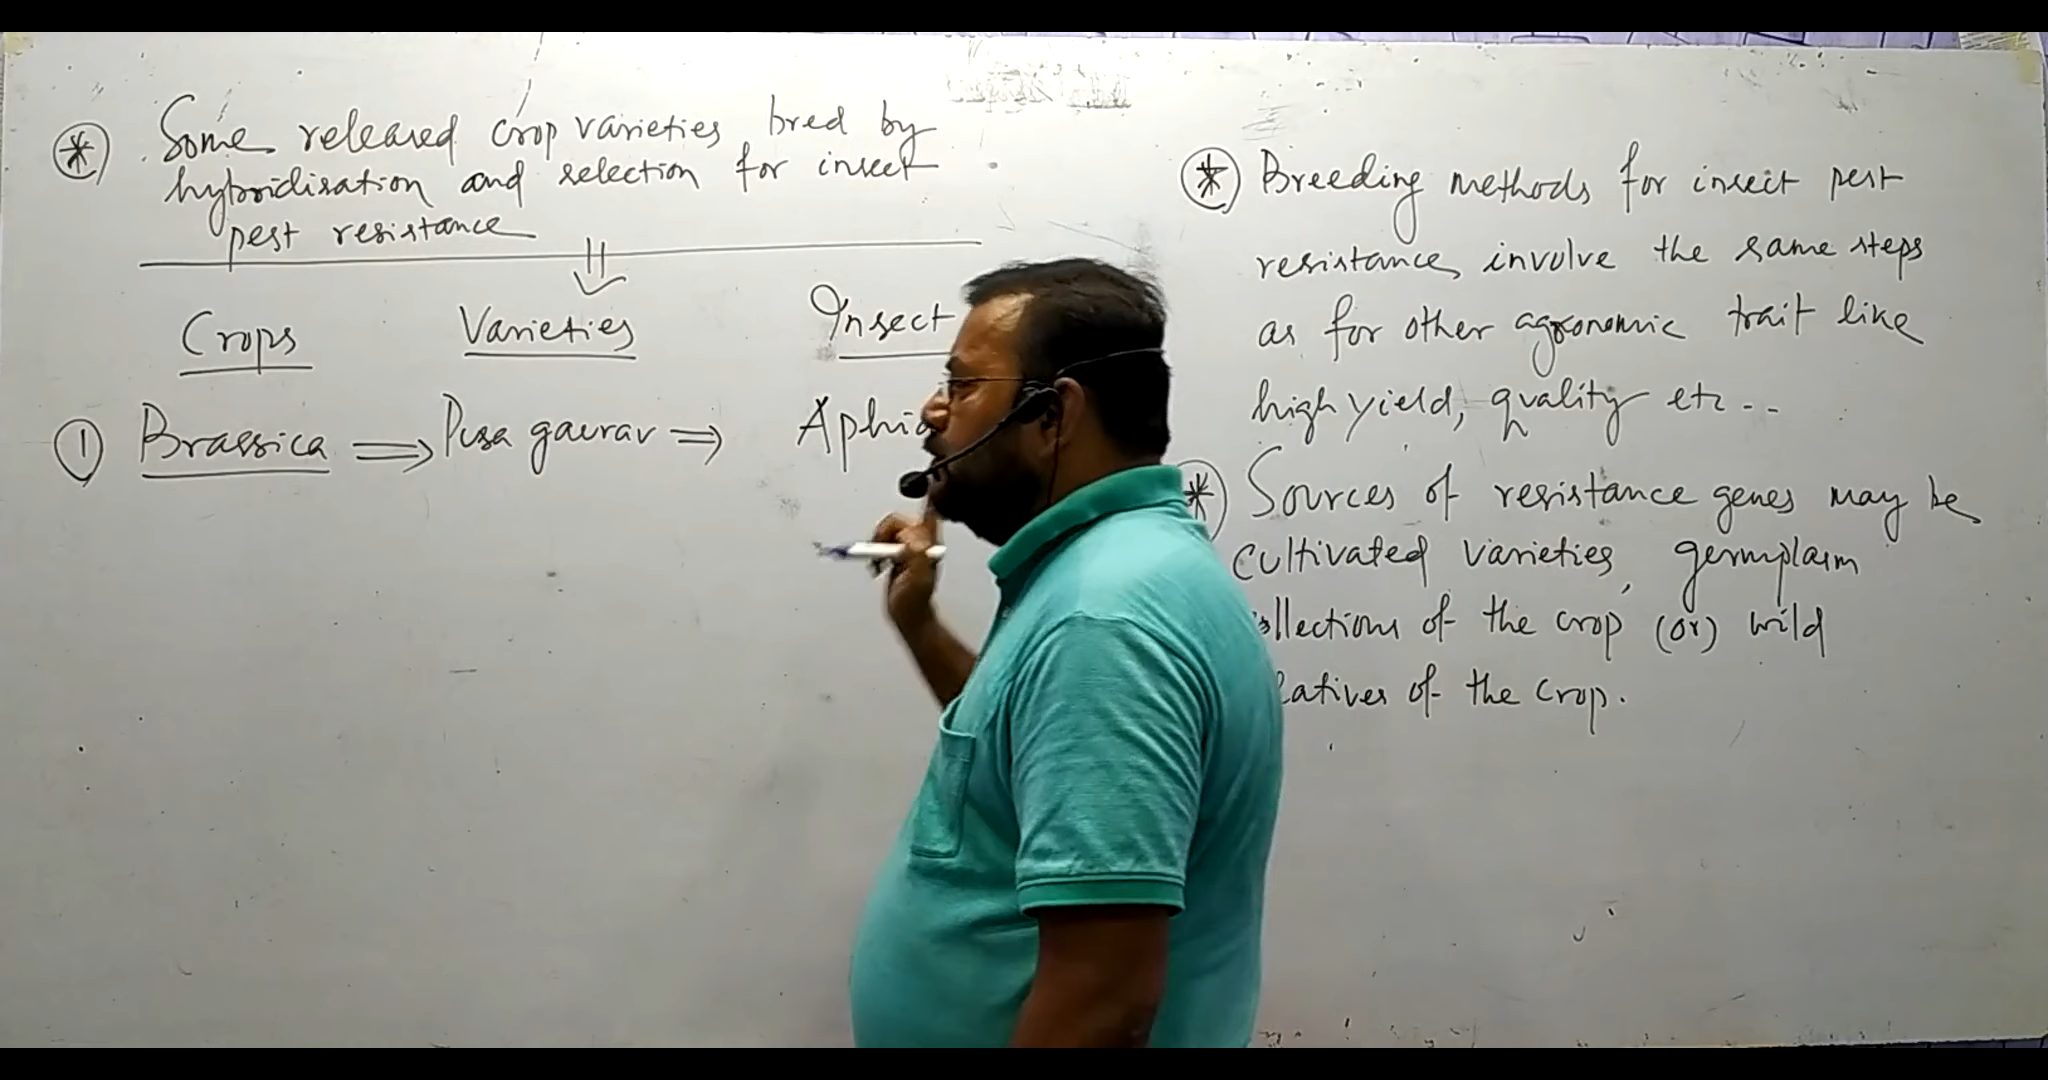 Some released crop varieties bred by
hybridisation and selection for insect
pest resistance
Crops Varieties Insect
① Brassica ⇒ Pusa gaurav ⇒
* Breeding methods for insect pest
resistance involve the same steps
as for other agronomic trait like
high yield, quality etc --
* Sources of resistance genes may be
cultivated varieties, germplasm
of the crop (or) wild
of the crop.